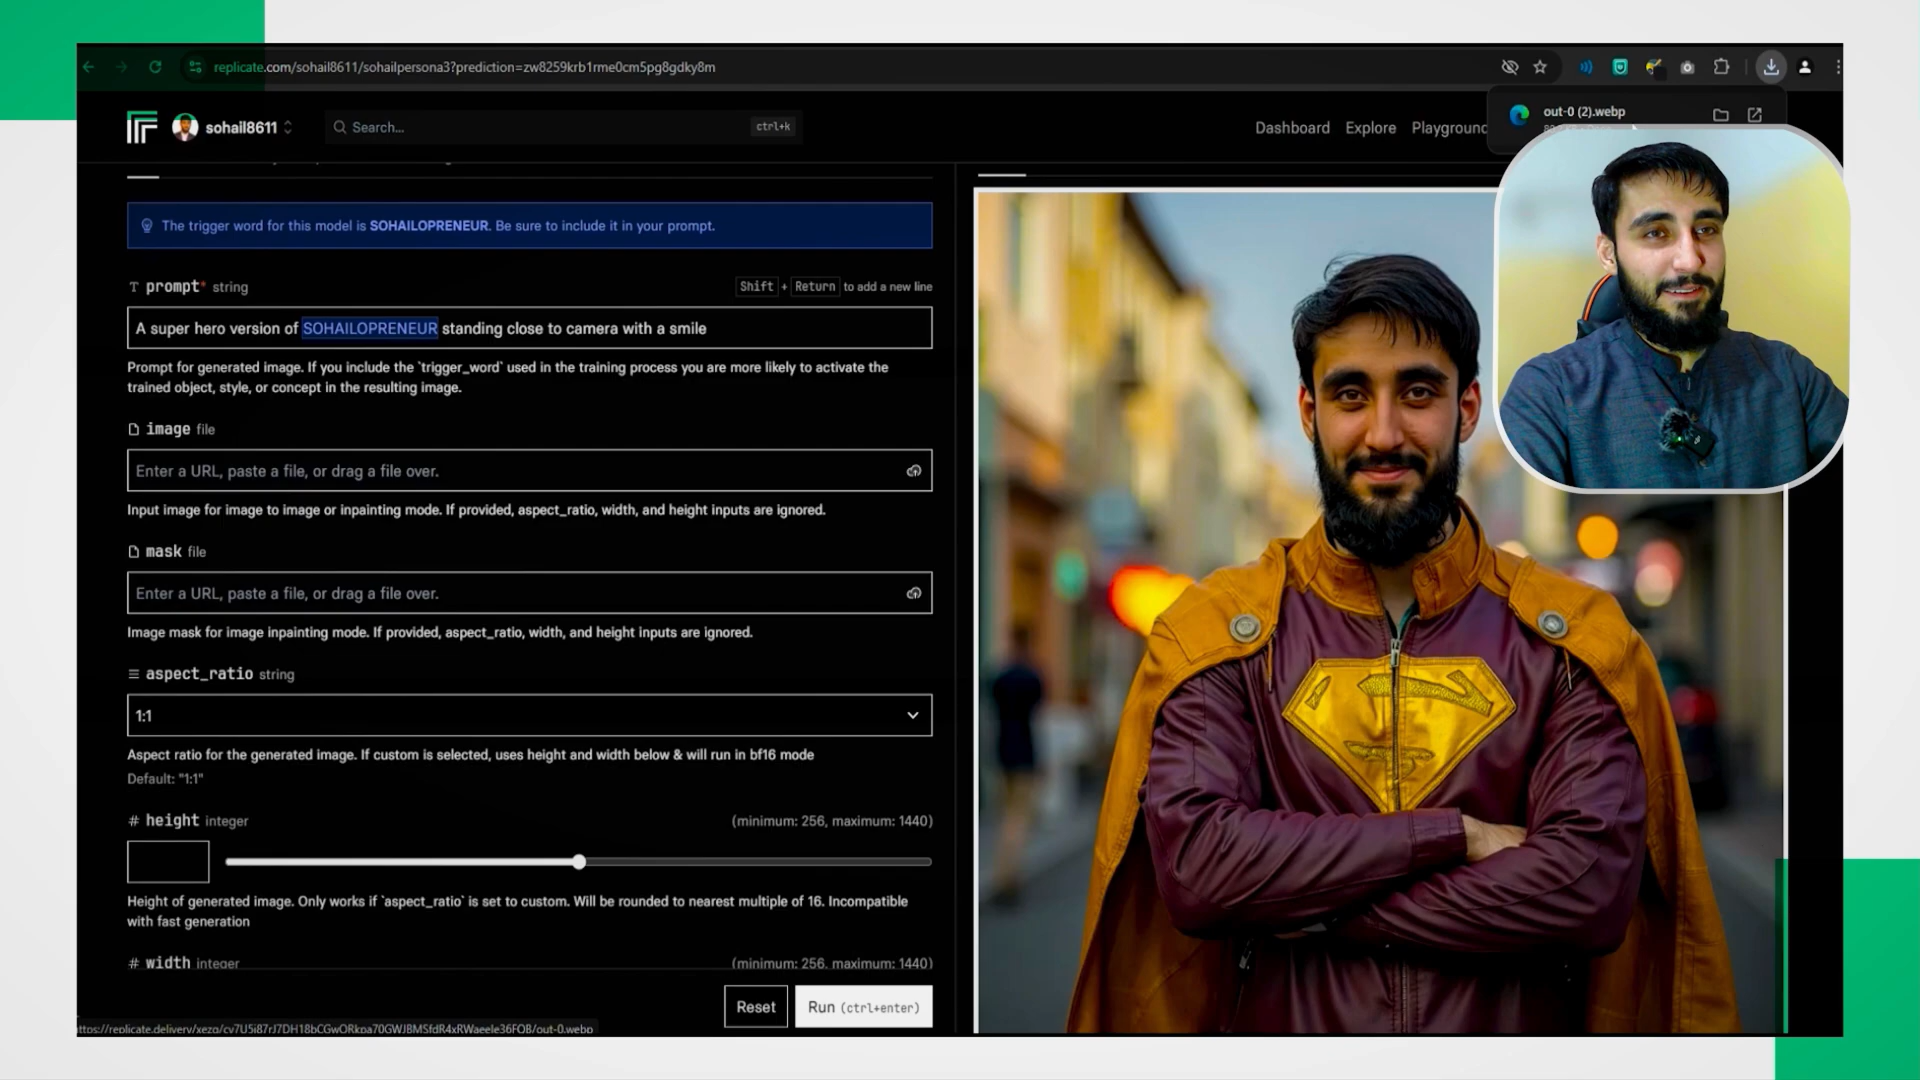 replicate.com/sohail8611/sohailpersona3?prediction=zw8259krb1rme0cm5pg8gdky8m
out-0 (2).webp
sohail8611
Search...
ctrl+k
Dashboard
Explore
Playground
The trigger word for this model is SOHAILOPRENEUR. Be sure to include it in your prompt.
prompt* string
Shift + Return to add a new line
A super hero version of SOHAILOPRENEUR standing close to camera with a smile
Prompt for generated image. If you include the `trigger_word` used in the training process you are more likely to activate the
trained object, style, or concept in the resulting image.
image file
Enter a URL, paste a file, or drag a file over.
Input image for image to image or inpainting mode. If provided, aspect_ratio, width, and height inputs are ignored.
mask file
Enter a URL, paste a file, or drag a file over.
Image mask for image inpainting mode. If provided, aspect_ratio, width, and height inputs are ignored.
aspect_ratio string
1:1
Aspect ratio for the generated image. If custom is selected, uses height and width below & will run in bf16 mode
Default: "1:1"
# height integer
(minimum: 256, maximum: 1440)
Height of generated image. Only works if `aspect_ratio` is set to custom. Will be rounded to nearest multiple of 16. Incompatible
with fast generation
# width integer
(minimum: 256, maximum: 1440)
Reset
Run (ctrl+enter)